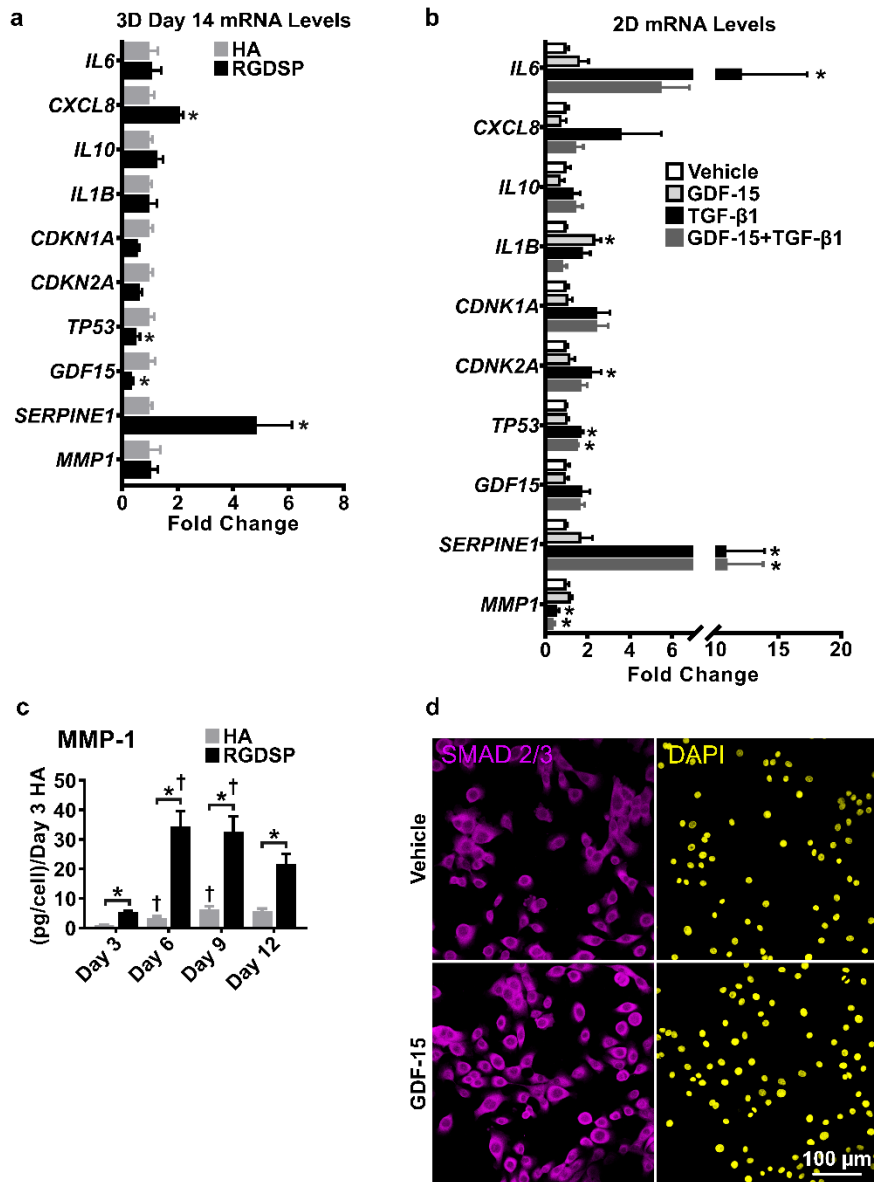 a
3D Day 14 mRNA Levels
HA
RGDSP
IL6
CXCL8
IL10
IL1B
CDKN1A
CDKN2A
TP53
GDF15
SERPINE1
MMP1
*
*
*
*
0 2 4 6 8
Fold Change
b
2D mRNA Levels
Vehicle
GDF-15
TGF-β1
GDF-15+TGF-β1
IL6
CXCL8
IL10
IL1B
CDNK1A
CDNK2A
TP53
GDF15
SERPINE1
MMP1
*
*
*
*
*
*
*
*
*
0 2 4 6 10 15 20
Fold Change
c
MMP-1
HA
RGDSP
(pg/cell)/Day 3 HA
50
40
30
20
10
0
*
† * †
† * †
*
Day 3 Day 6 Day 9 Day 12
d
SMAD 2/3 DAPI
Vehicle
GDF-15
100 µm